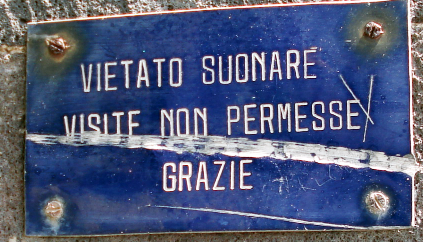 VIETATO SUONARE
VISITE NON PERMESSE
GRAZIE